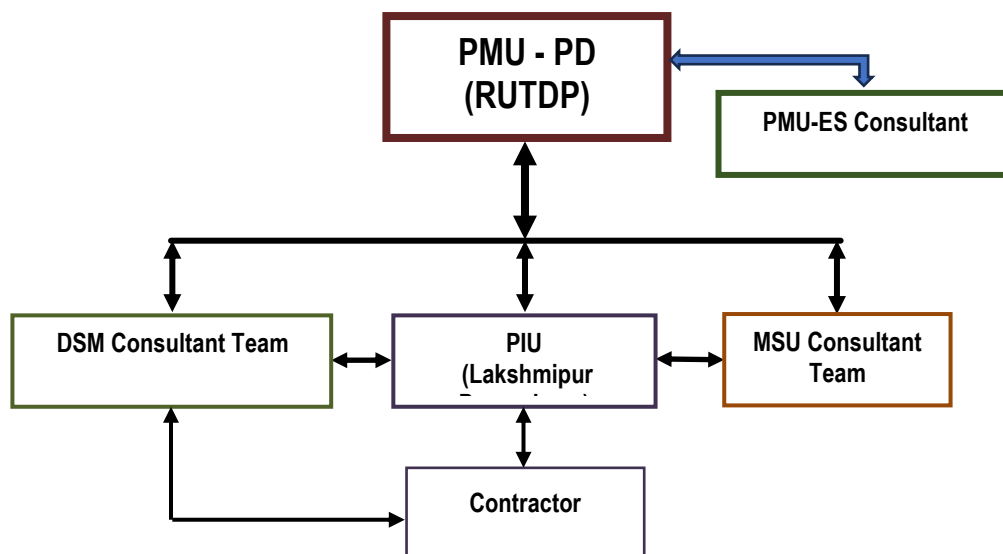 PMU - PD
(RUTDP)
PMU-ES Consultant
DSM Consultant Team
PIU
(Lakshmipur
MSU Consultant
Team
Contractor